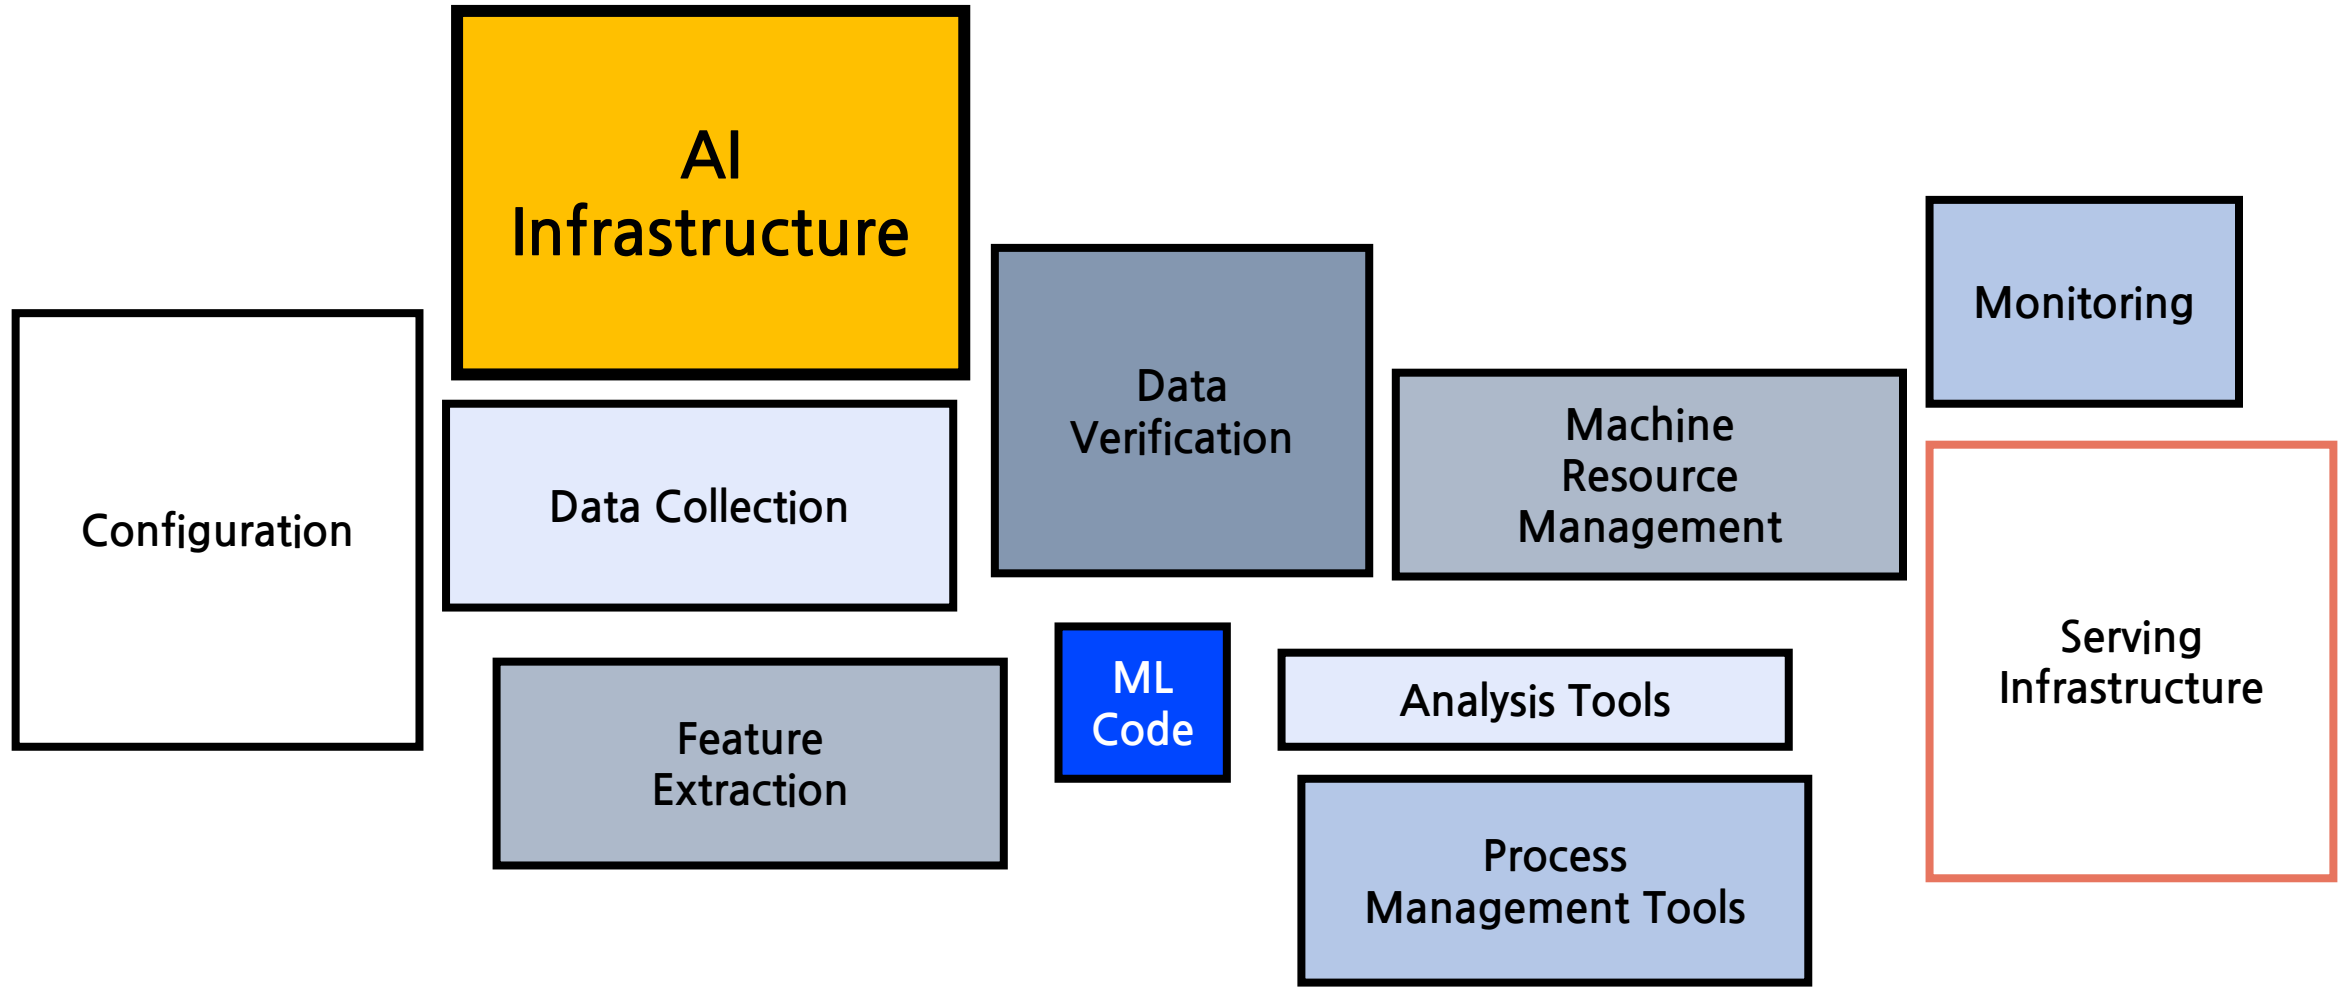 AI
Infrastructure
Configuration
Data Collection
Data
Verification
Machine
Resource
Management
Monitoring
Feature
Extraction
ML
Code
Analysis Tools
Process
Management Tools
Serving
Infrastructure